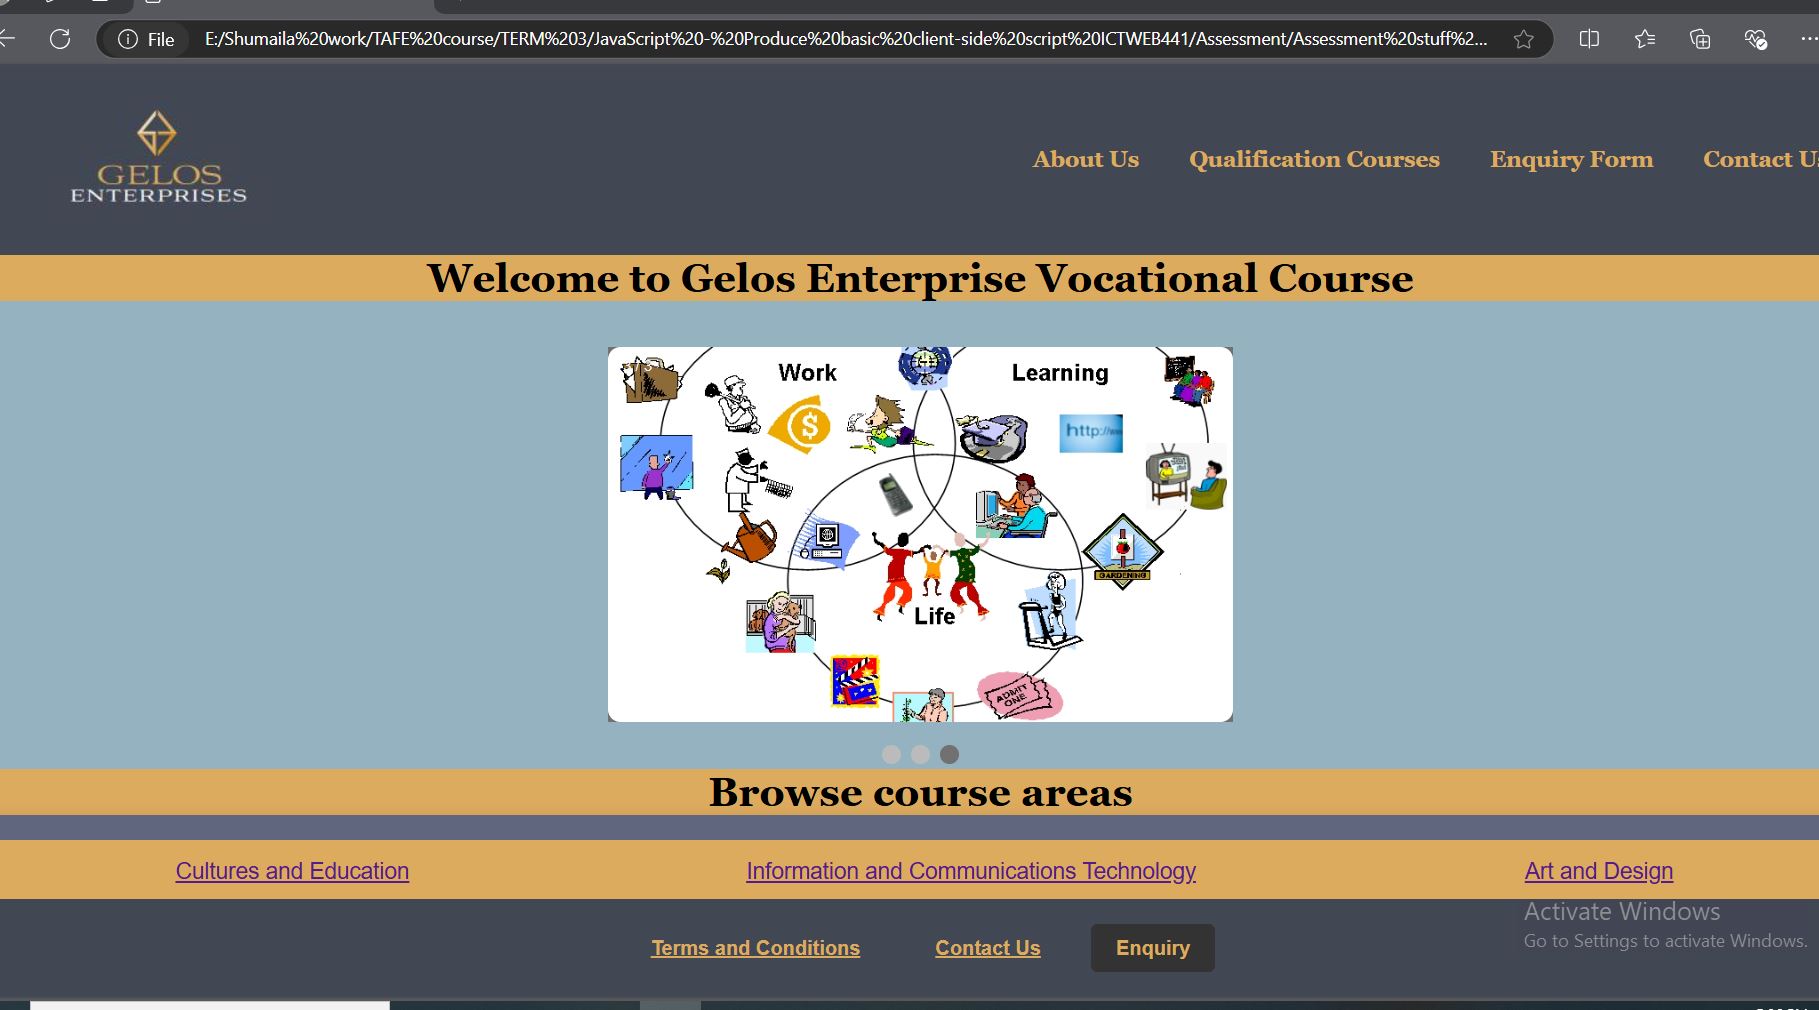 File E:/Shumaila%20work/TAFE%20course/TERM%203/JavaScript%20-%20Produce%20basic%20client-side%20script%20ICTWEB441/Assessment/Assessment%20stuff%2...
GELOS
ENTERPRISES
About Us Qualification Courses Enquiry Form Contact U
Welcome to Gelos Enterprise Vocational Course
Work Learning
$
http://
GARDENING
Life
ADMIT
ONE
Browse course areas
Cultures and Education Information and Communications Technology Art and Design
Activate Windows
Go to Settings to activate Windows.
Terms and Conditions Contact Us Enquiry